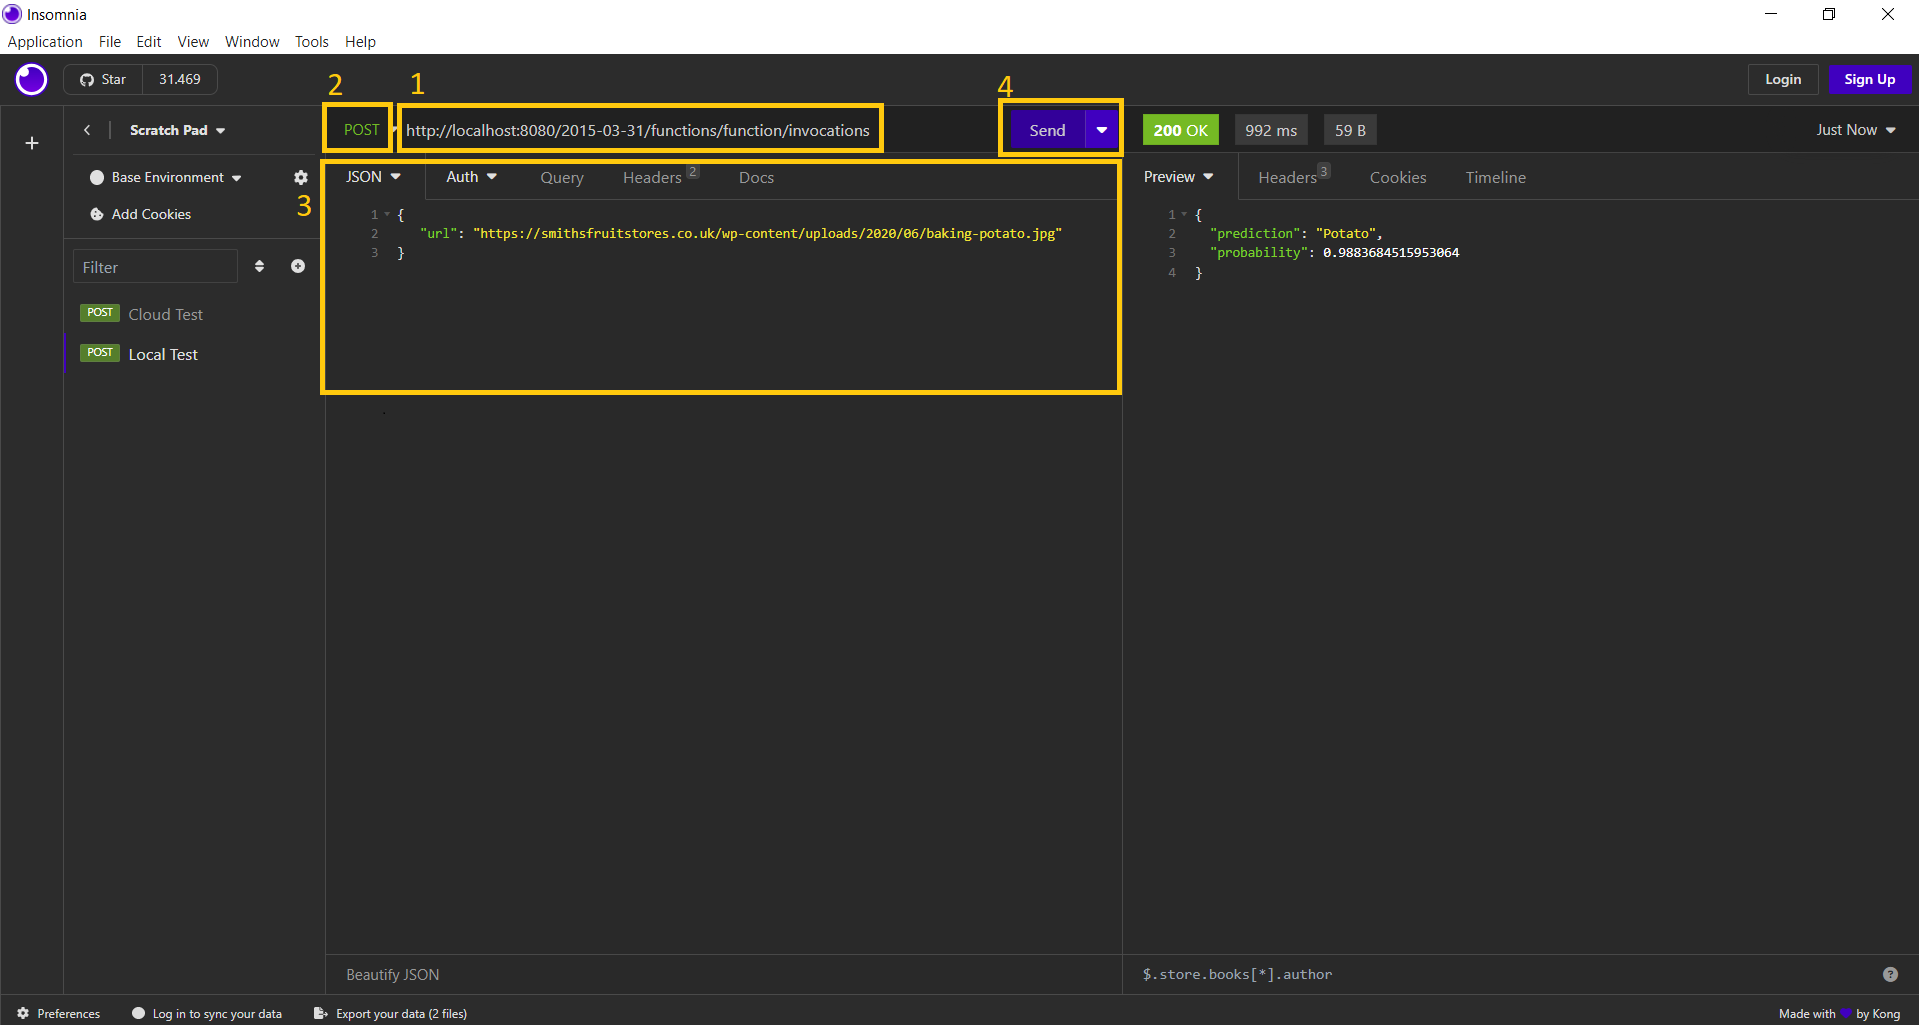 Insomnia
Application File Edit View Window Tools Help
Star 31.469
Login Sign Up
2 1 4
Scratch Pad
POST http://localhost:8080/2015-03-31/functions/function/invocations Send
200 OK 992 ms 59 B Just Now
Base Environment
Add Cookies
3
JSON Auth Query Headers 2 Docs
Preview Headers 3 Cookies Timeline
1 {
2 "url": "https://smithsfruitstores.co.uk/wp-content/uploads/2020/06/baking-potato.jpg"
3 }
1 {
2 "prediction": "Potato",
3 "probability": 0.9883684515953064
4 }
Filter
POST Cloud Test
POST Local Test
Beautify JSON
$.store.books[*].author
Preferences Log in to sync your data Export your data (2 files)
Made with by Kong